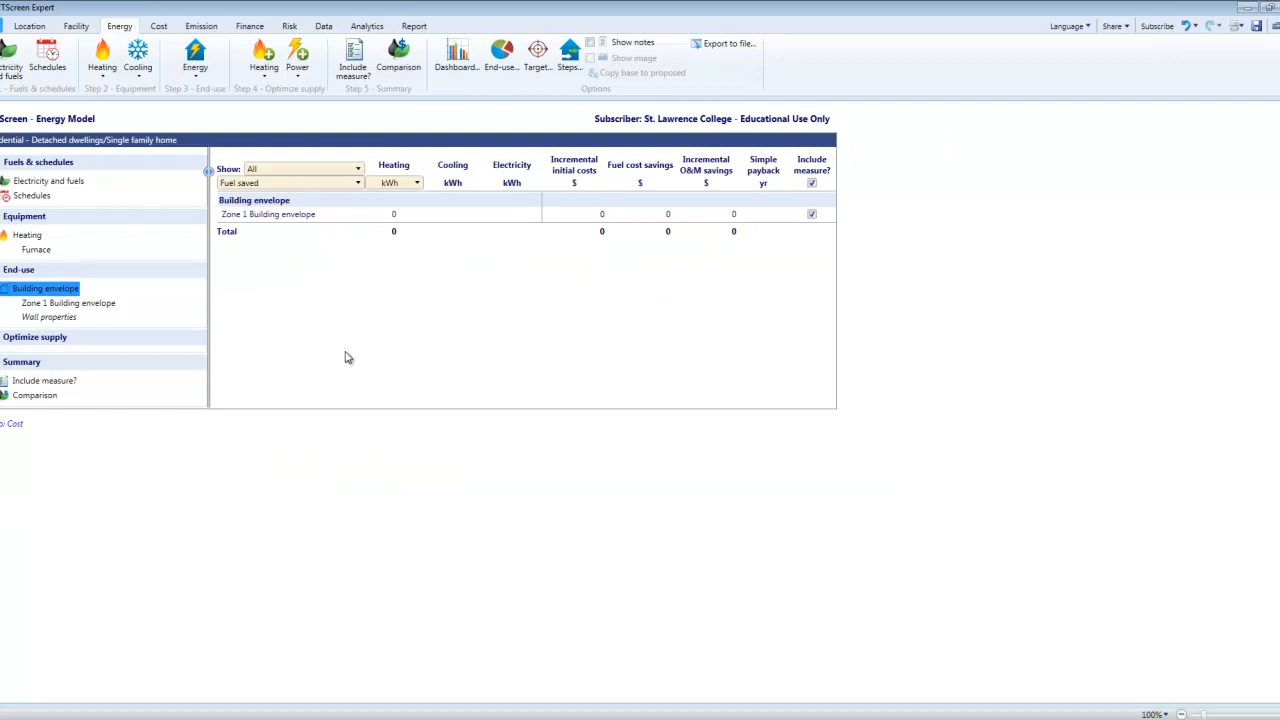 TScreen Expert
Location Facility Energy Cost Emission Finance Risk Data Analytics Report Language Share Subscribe
ctricity
d fuels
Schedules Heating Cooling Energy Heating Power
Include
measure?
Comparison Dashboard... End-use... Target... Steps...
Show notes Export to file...
Show image
Copy base to proposed
1 - Fuels & schedules Step 2 - Equipment Step 3 - End-use Step 4 - Optimize supply Step 5 - Summary Options
Screen - Energy Model Subscriber: St. Lawrence College - Educational Use Only
dential - Detached dwellings/Single family home
Fuels & schedules
Electricity and fuels
Schedules
Equipment
Heating
Furnace
End-use
Building envelope
Zone 1 Building envelope
Wall properties
Optimize supply
Summary
Include measure?
Comparison
o: Cost
Show: All Heating Cooling Electricity Incremental initial costs Fuel cost savings Incremental O&M savings Simple payback Include measure?
Fuel saved kWh kWh kWh $ $ $ yr
Building envelope
Zone 1 Building envelope 0 0 0 0
Total 0 0 0 0
100%